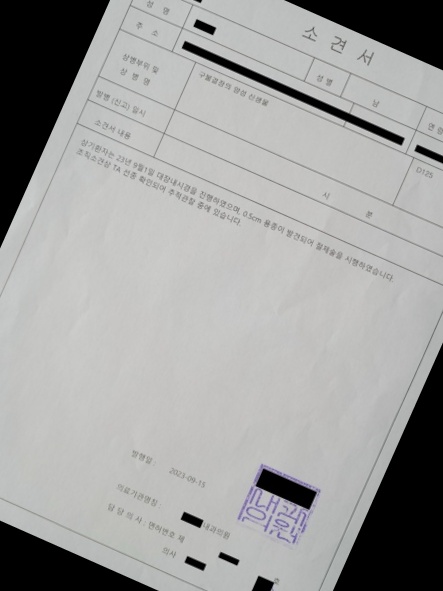 소 견 서
성 명
주 소
성 별
남
연 령
상병부위 및
상 병 명
구불결장의 양성 신생물
D125
발병 (신고) 일시
시 분
소견서 내용
상기환자는 23년 9월1일 대장내시경을 진행하였으며, 0.5cm 용종이 발견되어 절제술을 시행하였습니다.
조직소견상 TA 선종 확인되어 추적관찰 중에 있습니다.
발행일 : 2023-09-15
의료기관명칭 :
내과의원
담 당 의 사 : 면허번호 제 호
의사
내과
의원